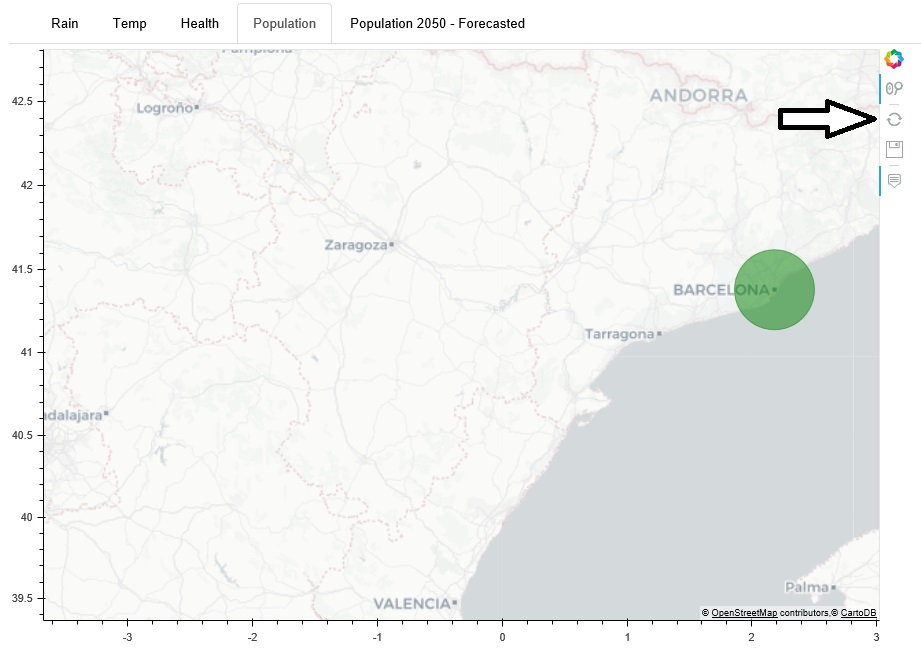 Rain Temp Health Population Population 2050 - Forecasted
Pamplona
42.5
Logroño
ANDORRA
42
Zaragoza
41.5
BARCELONA
Tarragona
41
dalajara
40.5
40
Palma
39.5
VALENCIA
© OpenStreetMap contributors,© CartoDB
-3 -2 -1 0 1 2 3